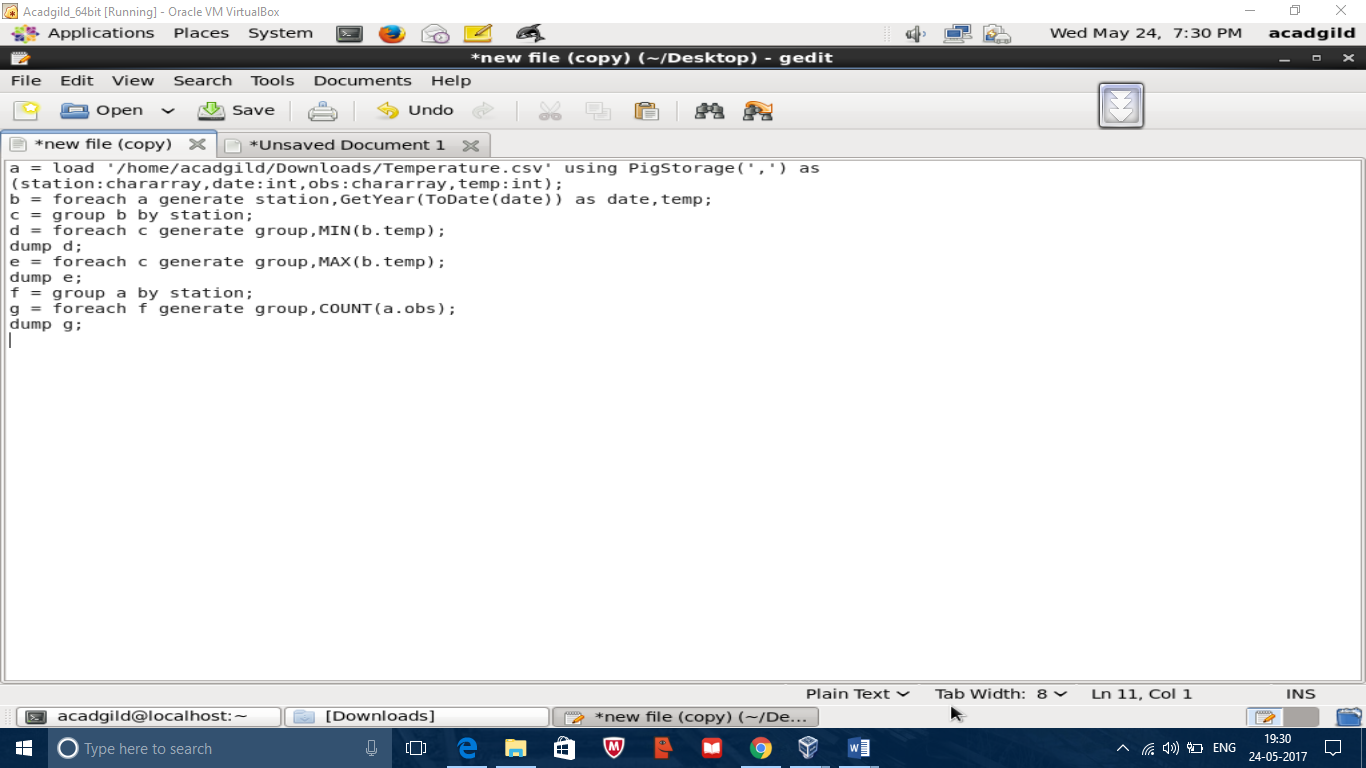 Acadgild_64bit [Running] - Oracle VM VirtualBox
Applications Places System Wed May 24, 7:30 PM acadgild
*new file (copy) (~/Desktop) - gedit
File Edit View Search Tools Documents Help
Open Save Undo
*new file (copy) *Unsaved Document 1
a = load '/home/acadgild/Downloads/Temperature.csv' using PigStorage(',') as
(station:chararray,date:int,obs:chararray,temp:int);
b = foreach a generate station,GetYear(ToDate(date)) as date,temp;
c = group b by station;
d = foreach c generate group,MIN(b.temp);
dump d;
e = foreach c generate group,MAX(b.temp);
dump e;
f = group a by station;
g = foreach f generate group,COUNT(a.obs);
dump g;
Plain Text Tab Width: 8 Ln 11, Col 1 INS
acadgild@localhost:~ [Downloads] *new file (copy) (~/De...
Type here to search ENG 19:30
24-05-2017